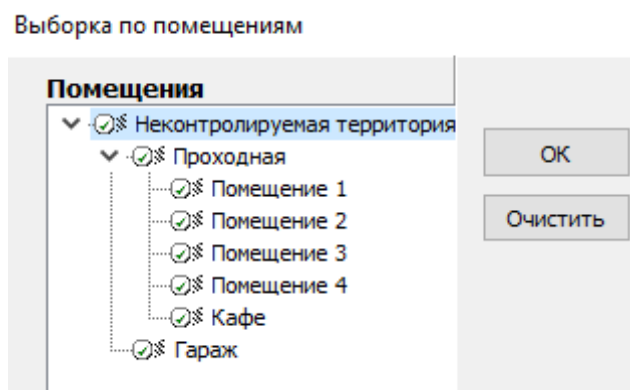 Выборка по помещениям
Помещения
Неконтролируемая территория
Проходная
ОК
Помещение 1
Помещение 2
Очистить
Помещение 3
Помещение 4
Кафе
Гараж